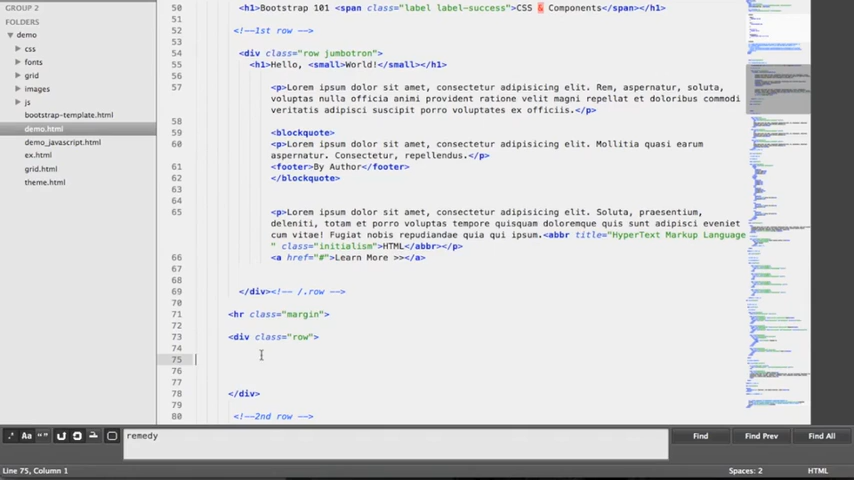 GROUP 2
FOLDERS
demo
css
fonts
grid
images
js
bootstrap-template.html
demo.html
demo_javascript.html
ex.html
grid.html
theme.html
50 <h1>Bootstrap 101 <span class="label label-success">CSS & Components</span></h1>
51
52 <!--1st row -->
53
54 <div class="row jumbotron">
55 <h1>Hello, <small>World!</small></h1>
56
57 <p>Lorem ipsum dolor sit amet, consectetur adipisicing elit. Rem, aspernatur, soluta,
voluptas nulla officia animi provident ratione velit magni repellat et doloribus commodi
veritatis adipisci suscipit porro voluptates ex officiis.</p>
58
59 <blockquote>
60 <p>Lorem ipsum dolor sit amet, consectetur adipisicing elit. Mollitia quasi earum
aspernatur. Consectetur, repellendus.</p>
61 <footer>By Author</footer>
62 </blockquote>
63
64
65 <p>Lorem ipsum dolor sit amet, consectetur adipisicing elit. Soluta, praesentium,
deleniti, totam et porro voluptas tempore quisquam doloremque quis sunt adipisci eveniet
cum vitae! Fugiat nobis repudiandae quia qui ipsum.<abbr title="HyperText Markup Language
" class="initialism">HTML</abbr></p>
66 <a href="#">Learn More >></a>
67
68
69 </div><!-- /.row -->
70
71 <hr class="margin">
72
73 <div class="row">
74
75
76
77
78 </div>
79
80 <!--2nd row -->
.* Aa “”
remedy
Find
Find Prev
Find All
Line 75, Column 1
Spaces: 2
HTML